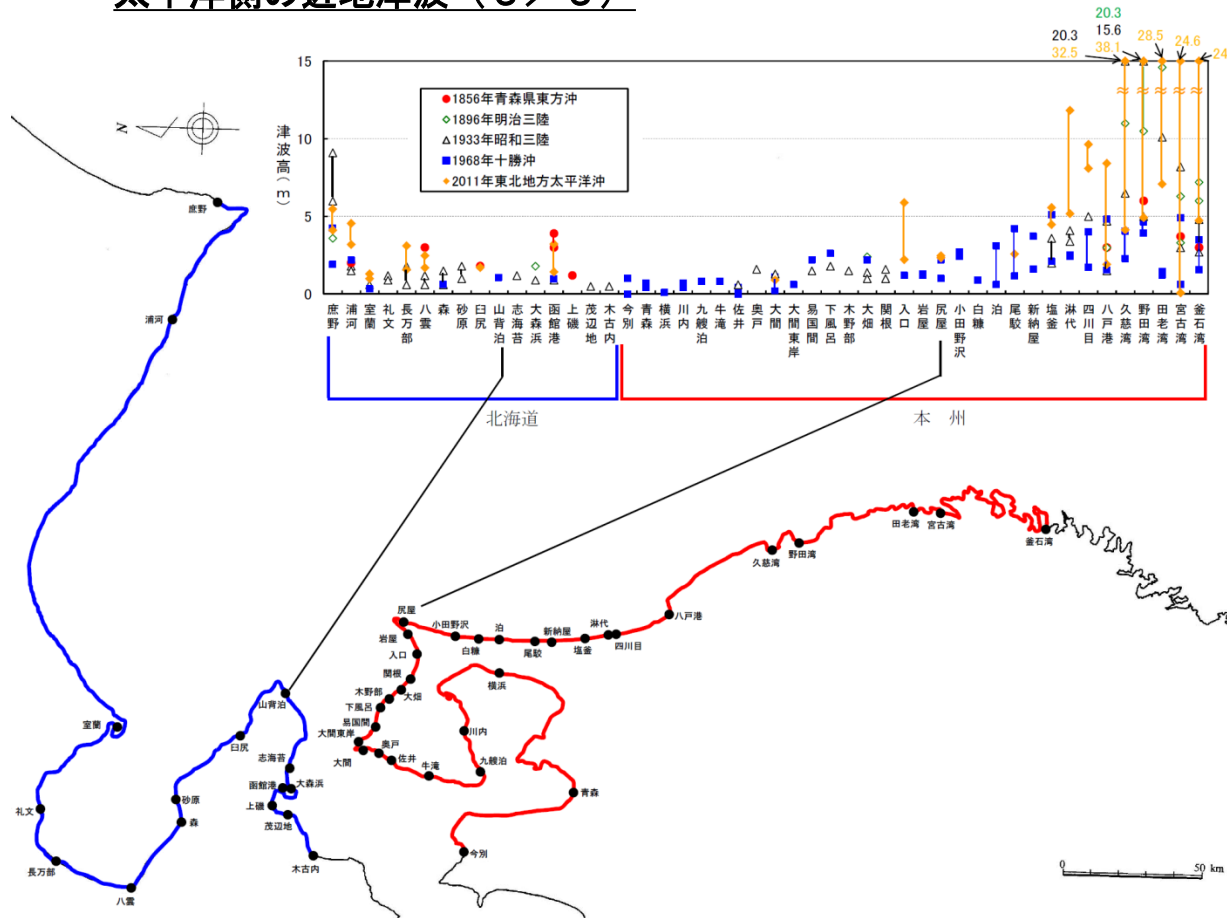 太平洋側の近地津波（３／３）
20.3
20.3
15.6
32.5
38.1
28.5
24.6
24
15
10
5
0
津波高(m)
1856年青森県東方沖
1896年明治三陸
1933年昭和三陸
1968年十勝沖
2011年東北地方太平洋沖
庶野
浦河
室蘭
礼文
長万部
八雲
森
砂原
臼尻
山背泊
志海苔
大森浜
函館港
上磯
茂辺地
木古内
今別
青森
横浜
川内
九艘泊
牛滝
佐井
奥戸
大間
大間東岸
易国間
下風呂
木野部
大畑
関根
入口
岩屋
尻屋
小田野沢
白糠
泊
尾駮
新納屋
塩釜
淋代
四川目
八戸港
久慈湾
野田湾
田老湾
宮古湾
釜石湾
北海道
本 州
N
庶野
浦河
室蘭
礼文
長万部
八雲
森
砂原
臼尻
山背泊
志海苔
函館港
大森浜
上磯
茂辺地
木古内
尻屋
岩屋
入口
関根
大畑
木野部
下風呂
易国間
大間東岸
大間
奥戸
佐井
牛滝
九艘泊
川内
横浜
青森
今別
小田野沢
白糠
泊
尾駮
新納屋
塩釜
淋代
四川目
八戸港
久慈湾
野田湾
田老湾
宮古湾
釜石湾
0
50 km